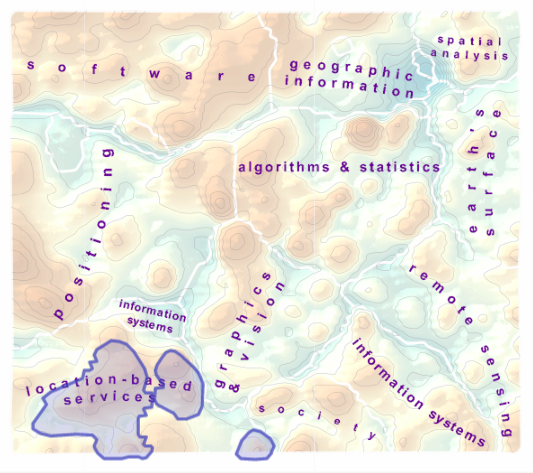 spatial
analysis
software
geographic
information
earth's
surface
algorithms & statistics
positioning
remote sensing
information
systems
graphics
& vision
location-based
services
information systems
society